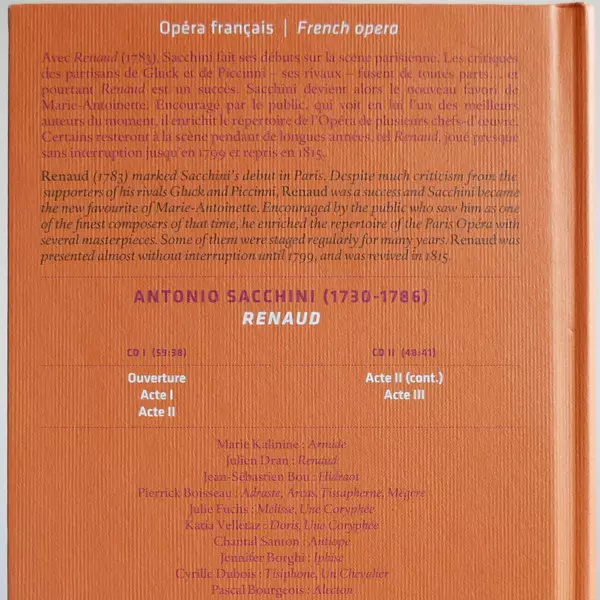 Opéra français | French opera
Avec Renaud (1783), Sacchini fait ses débuts sur la scène parisienne. Les critiques
des partisans de Gluck et de Piccinni – ses rivaux – fusent de toutes parts… et
pourtant Renaud est un succès. Sacchini devient alors le nouveau favori de
Marie-Antoinette. Encouragé par le public, qui voit en lui l'un des meilleurs
auteurs du moment, il enrichit le répertoire de l'Opéra de plusieurs chefs-d'œuvre.
Certains resteront à la scène pendant de longues années, tel Renaud, joué presque
sans interruption jusqu'en 1799 et repris en 1815.
Renaud (1783) marked Sacchini's debut in Paris. Despite much criticism from the
supporters of his rivals Gluck and Piccinni, Renaud was a success and Sacchini became
the new favourite of Marie-Antoinette. Encouraged by the public who saw him as one
of the finest composers of that time, he enriched the repertoire of the Paris Opéra with
several masterpieces. Some of them were staged regularly for many years. Renaud was
presented almost without interruption until 1799, and was revived in 1815.
ANTONIO SACCHINI (1730-1786)
RENAUD
CD I (59:38)
Ouverture
Acte I
Acte II
CD II (48:41)
Acte II (cont.)
Acte III
Marie Kalinine : Armide
Julien Dran : Renaud
Jean-Sébastien Bou : Hidraot
Pierrick Boisseau : Adraste, Arcas, Tissapherne, Mégère
Julie Fuchs : Mélisse, Une Coryphée
Katia Velletaz : Doris, Une Coryphée
Chantal Santon : Antiope
Jennifer Borghi : Iphise
Cyrille Dubois : Tisiphone, Un Chevalier
Pascal Bourgeois : Alecton